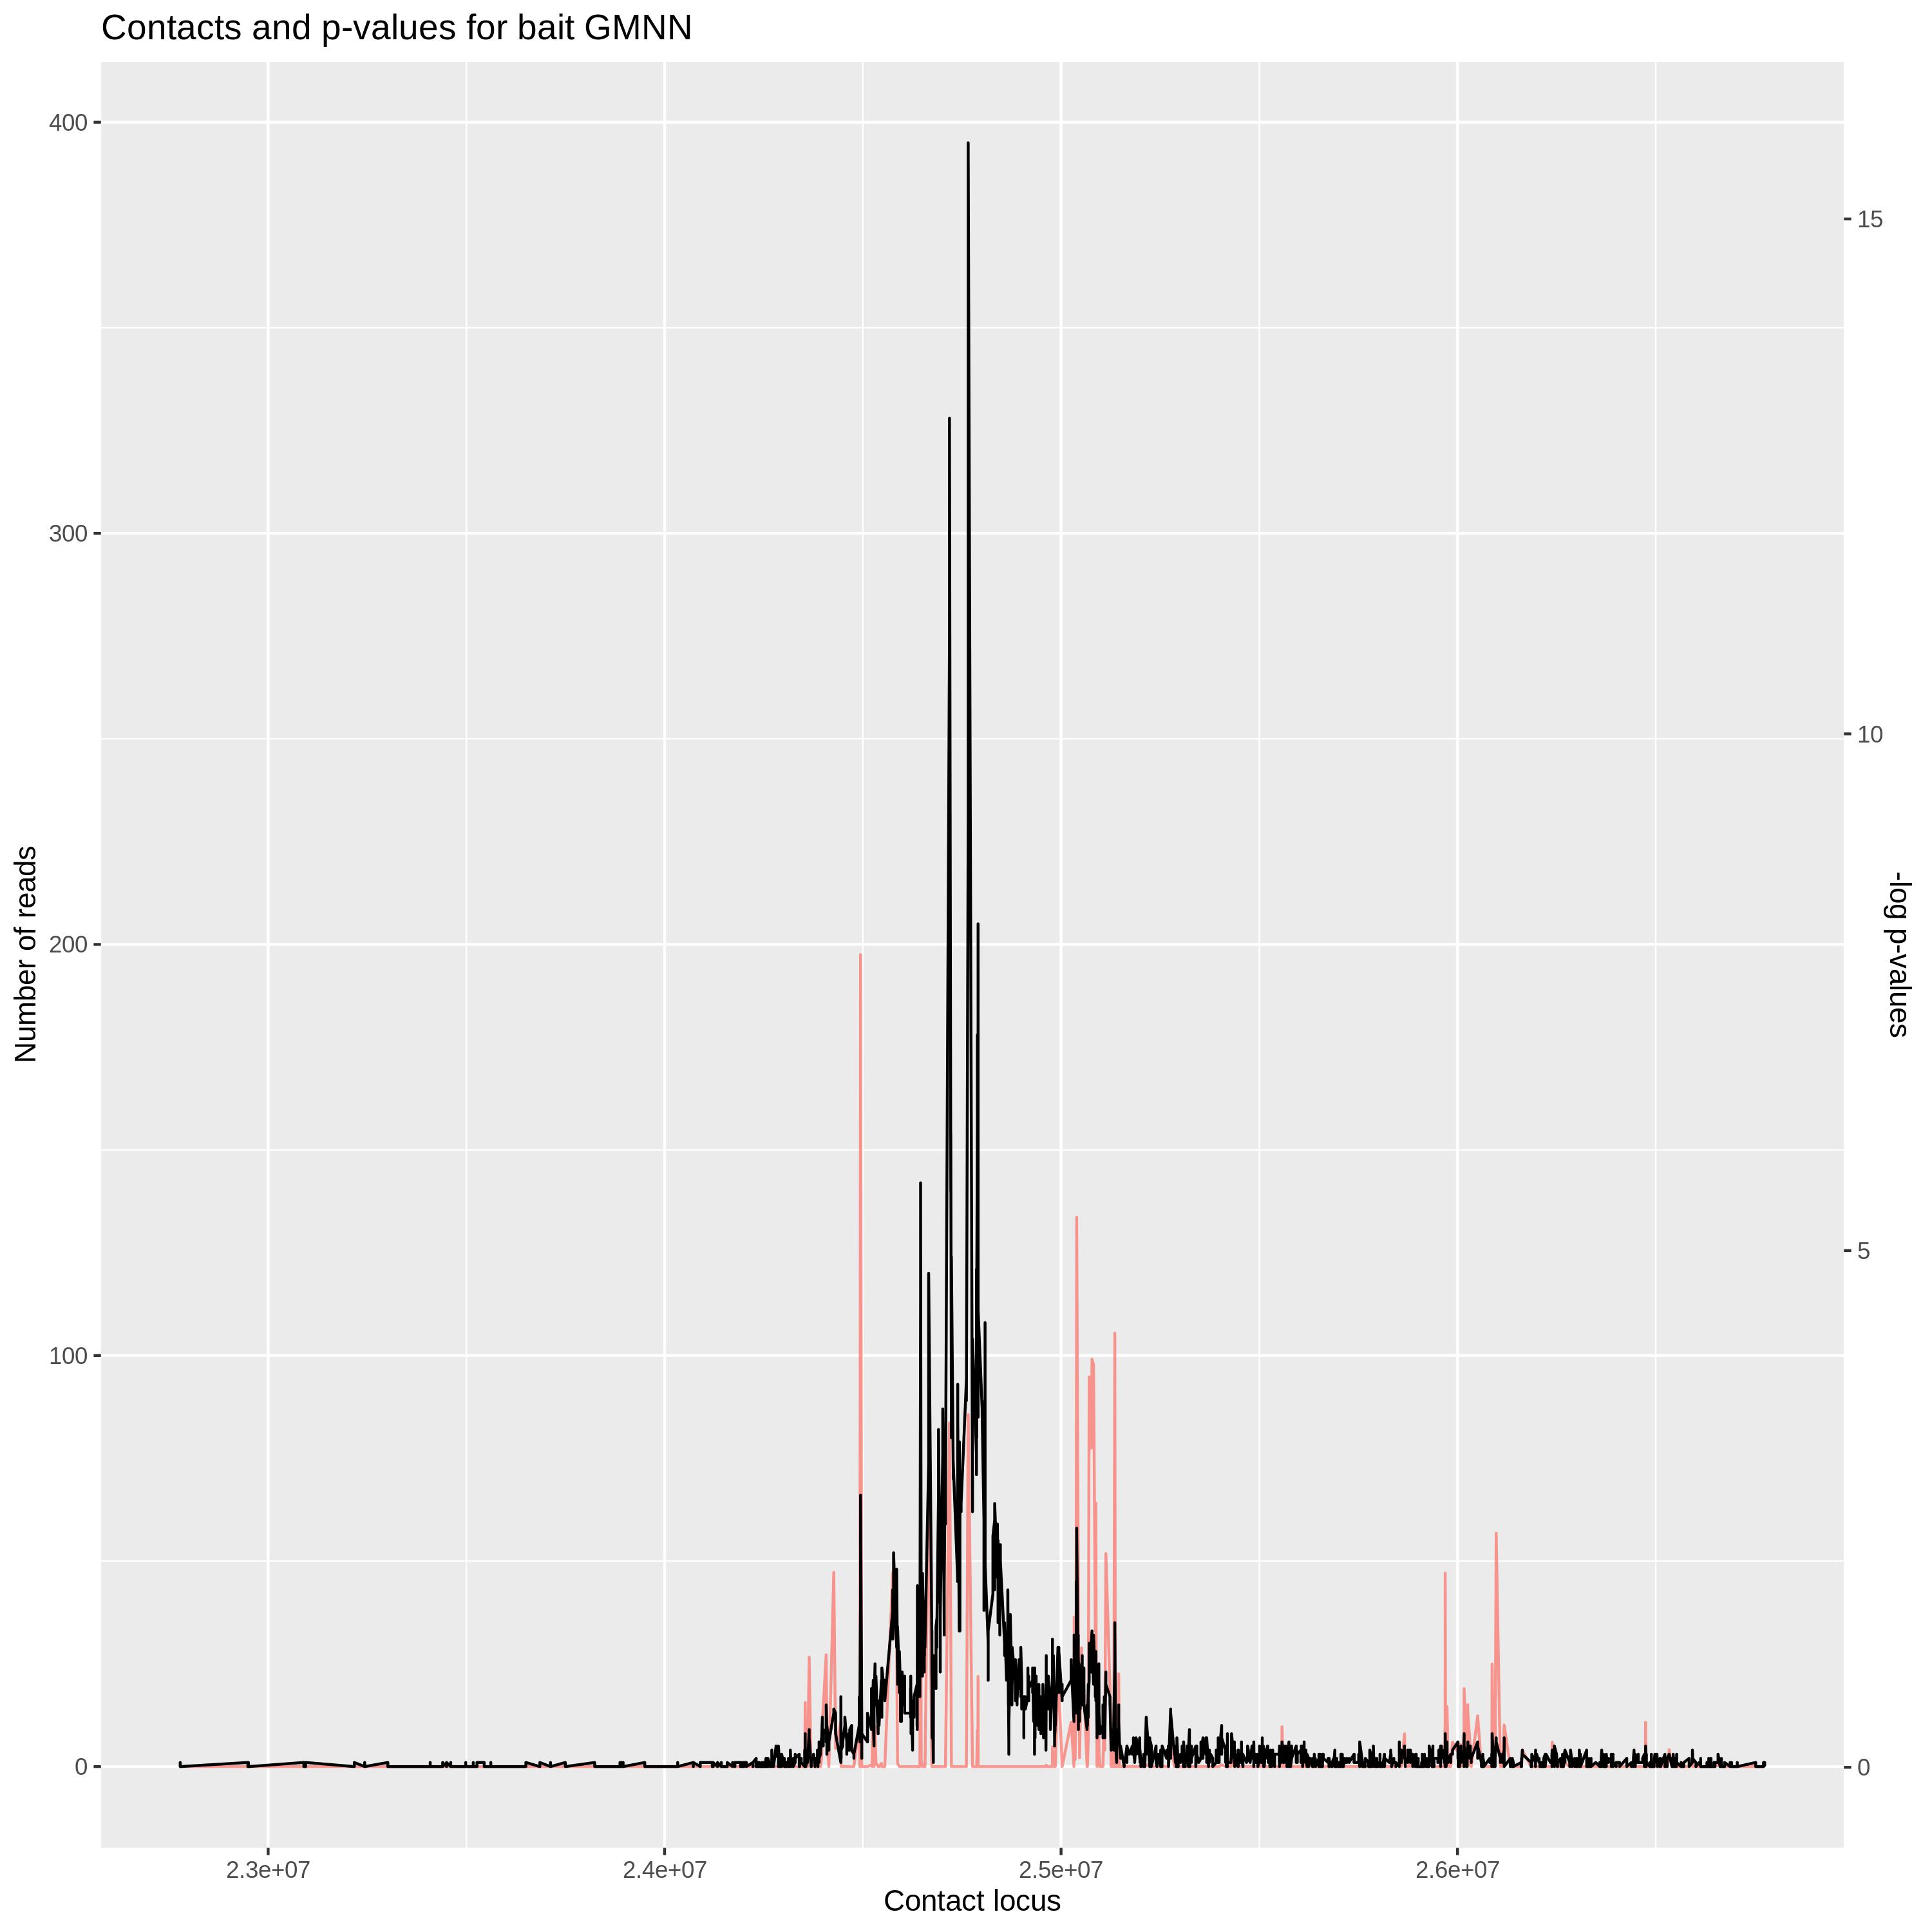 Contacts and p-values for bait GMNN
400
300
200
100
0
Number of reads
15
10
5
0
-log p-values
2.3e+07
2.4e+07
2.5e+07
2.6e+07
Contact locus